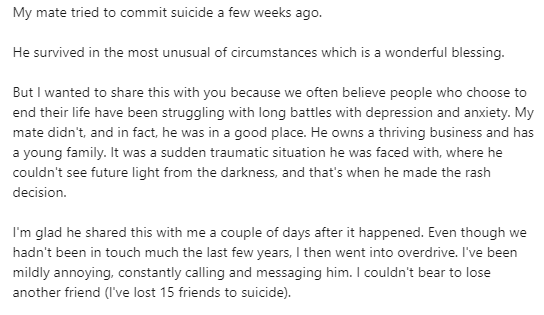 My mate tried to commit suicide a few weeks ago.
He survived in the most unusual of circumstances which is a wonderful blessing.
But I wanted to share this with you because we often believe people who choose to
end their life have been struggling with long battles with depression and anxiety. My
mate didn't, and in fact, he was in a good place. He owns a thriving business and has
a young family. It was a sudden traumatic situation he was faced with, where he
couldn't see future light from the darkness, and that's when he made the rash
decision.
I'm glad he shared this with me a couple of days after it happened. Even though we
hadn't been in touch much the last few years, I then went into overdrive. I've been
mildly annoying, constantly calling and messaging him. I couldn't bear to lose
another friend (I've lost 15 friends to suicide).